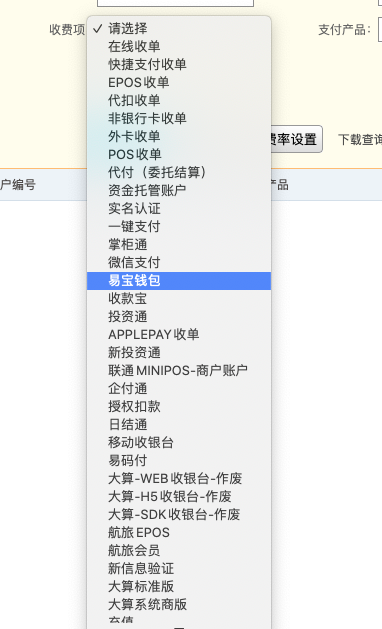 收费项
✓ 请选择
支付产品：
在线收单
快捷支付收单
EPOS收单
代扣收单
非银行卡收单
外卡收单
费率设置
下载查询
POS收单
代付（委托结算）
户编号
资金托管账户
产品
实名认证
一键支付
掌柜通
微信支付
易宝钱包
收款宝
投资通
APPLEPAY收单
新投资通
联通MINIPOS-商户账户
企付通
授权扣款
日结通
移动收银台
易码付
大算-WEB收银台-作废
大算-H5收银台-作废
大算-SDK收银台-作废
航旅EPOS
航旅会员
新信息验证
大算标准版
大算系统商版
充值